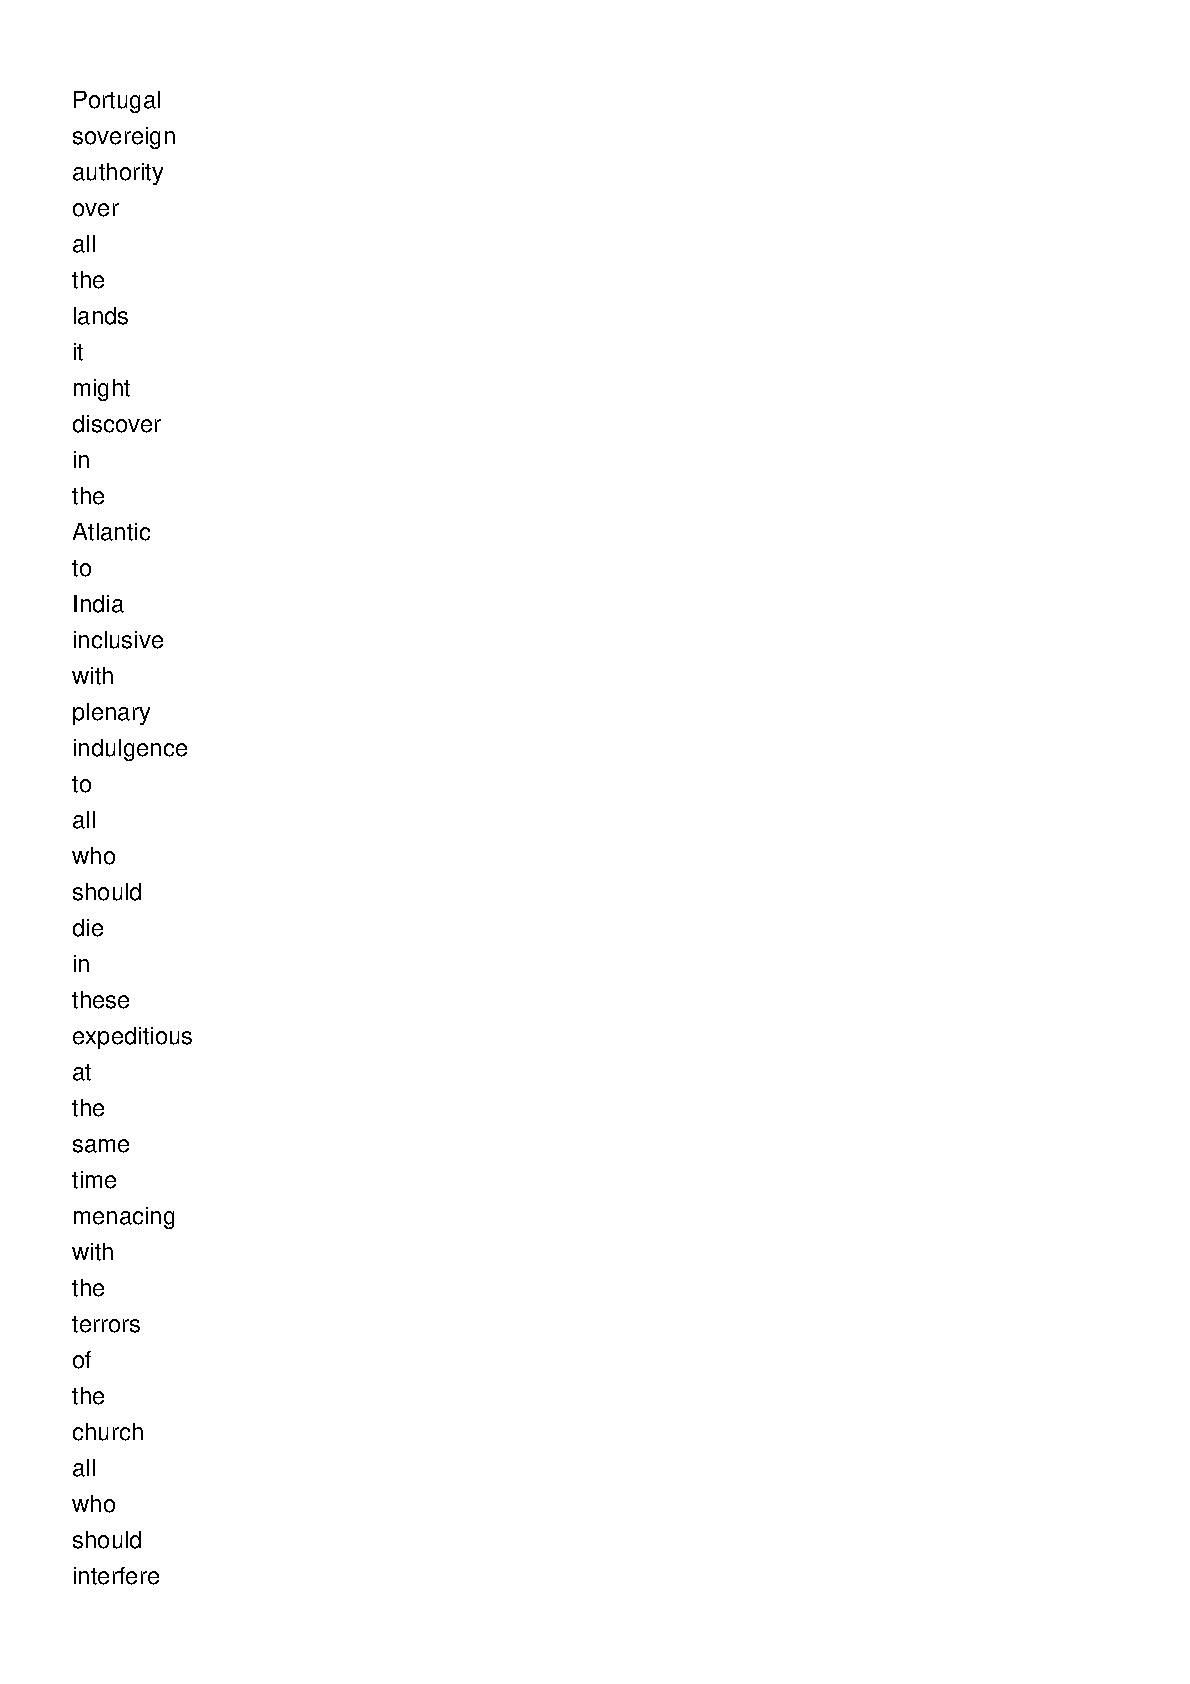 Portugal
sovereign
authority
over
all
the
lands
it
might
discover
in
the
Atlantic
to
India
inclusive
with
plenary
indulgence
to
all
who
should
die
in
these
expeditious
at
the
same
time
menacing
with
the
terrors
of
the
church
all
who
should
interfere